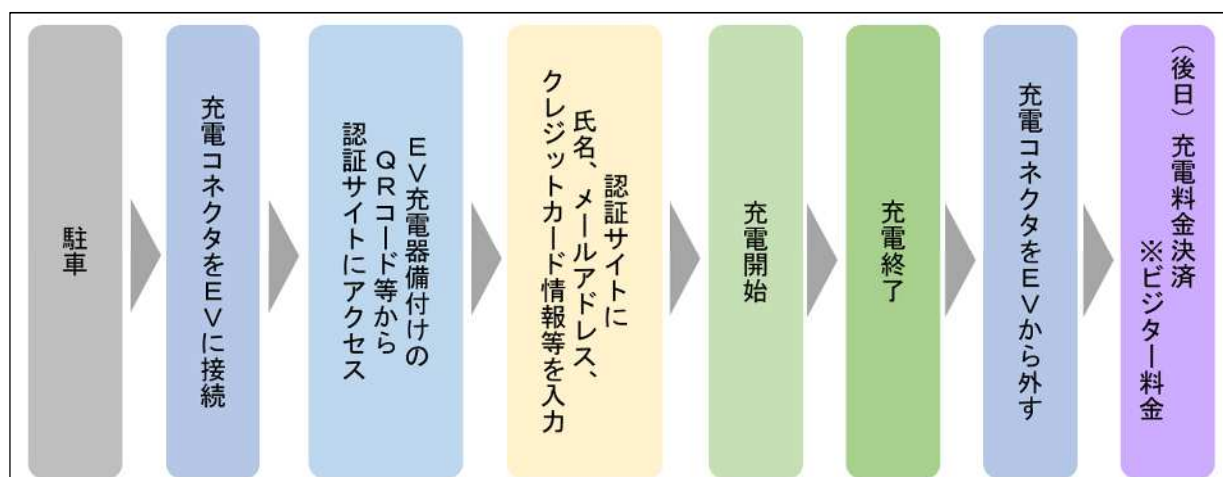 駐車
充電コネクタをEVに接続
EV充電器備付けの
QRコード等から
認証サイトにアクセス
認証サイトに
氏名、メールアドレス、
クレジットカード情報等を入力
充電開始
充電終了
充電コネクタをEVから外す
（後日）充電料金決済
※ビジター料金